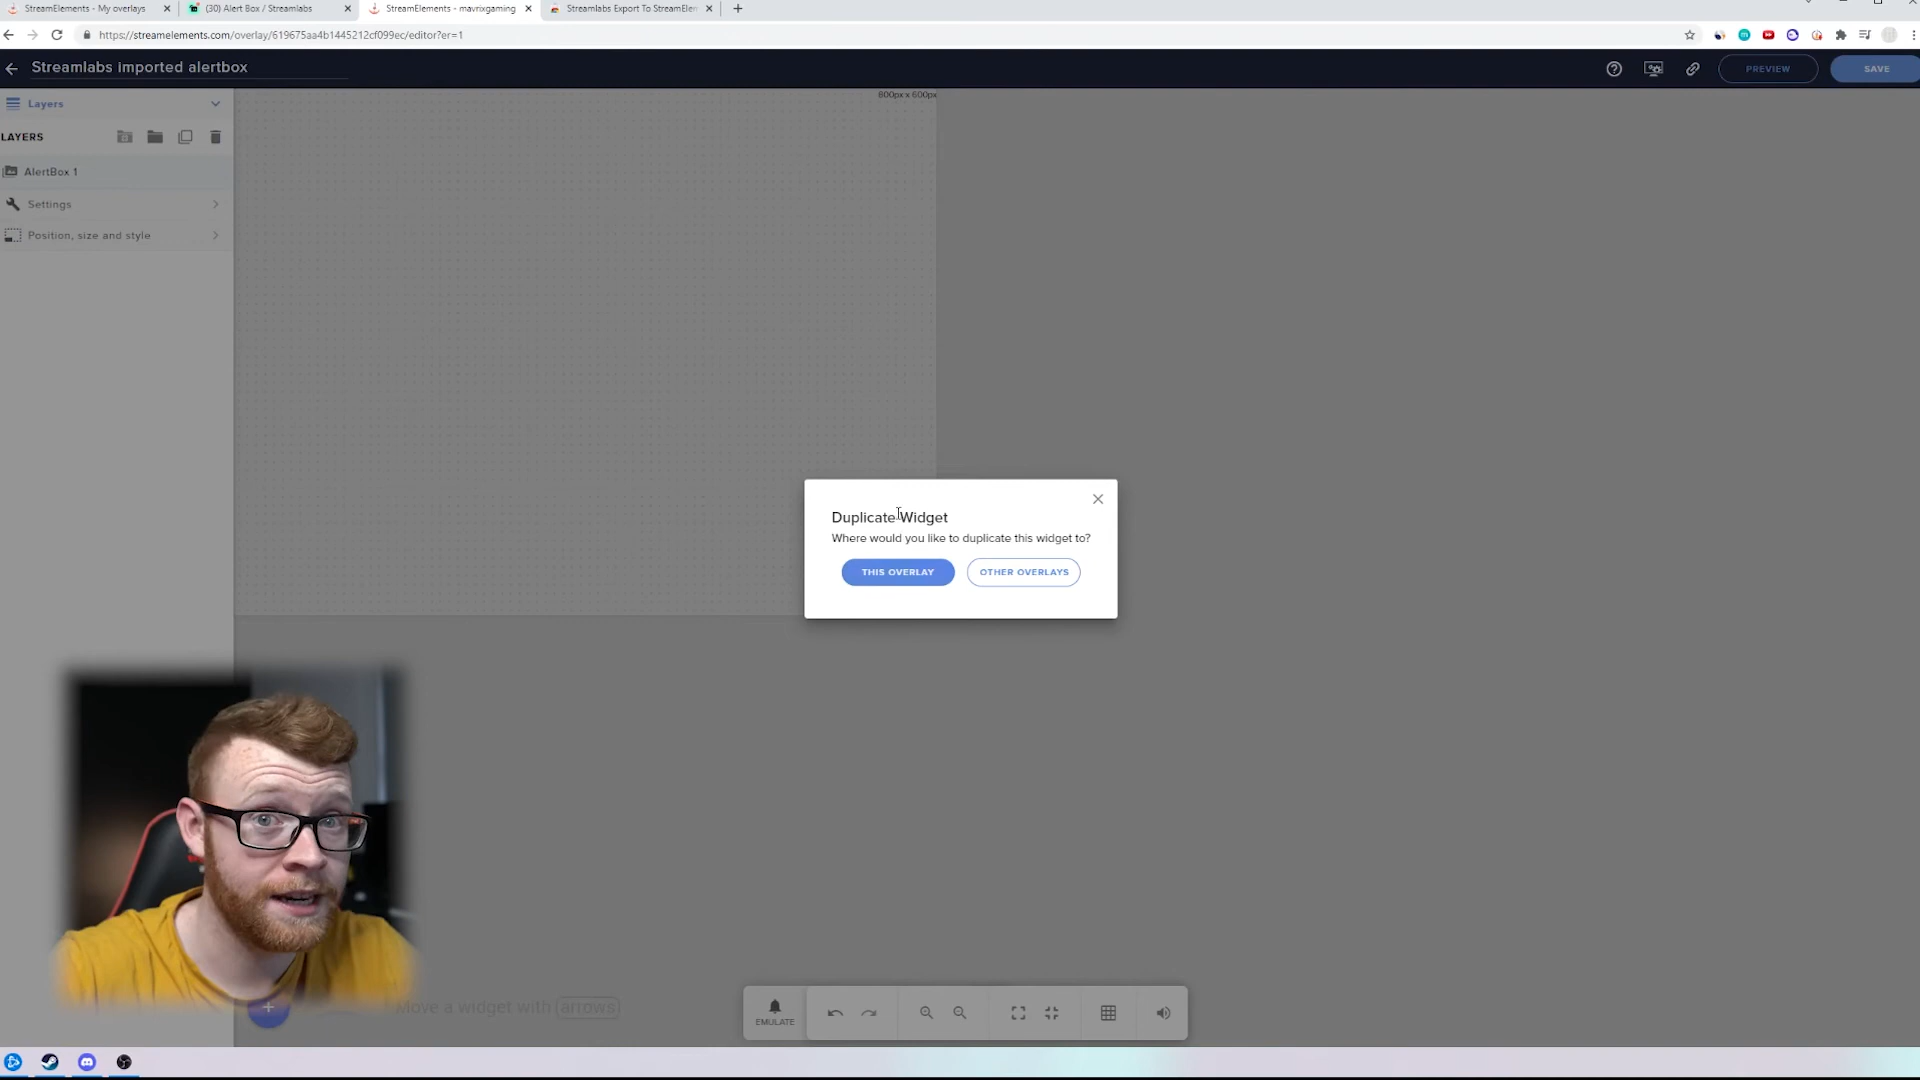 StreamElements - My overlays
(30) Alert Box / Streamlabs
StreamElements - mavrixgaming
Streamlabs Export To StreamElem
https://streamelements.com/overlay/619675aa4b1445212cf099ec/editor?er=1
Streamlabs imported alertbox
PREVIEW
SAVE
Layers
800px x 600px
LAYERS
AlertBox 1
Settings
Position, size and style
Duplicate Widget
Where would you like to duplicate this widget to?
THIS OVERLAY
OTHER OVERLAYS
Move a widget with arrows
EMULATE